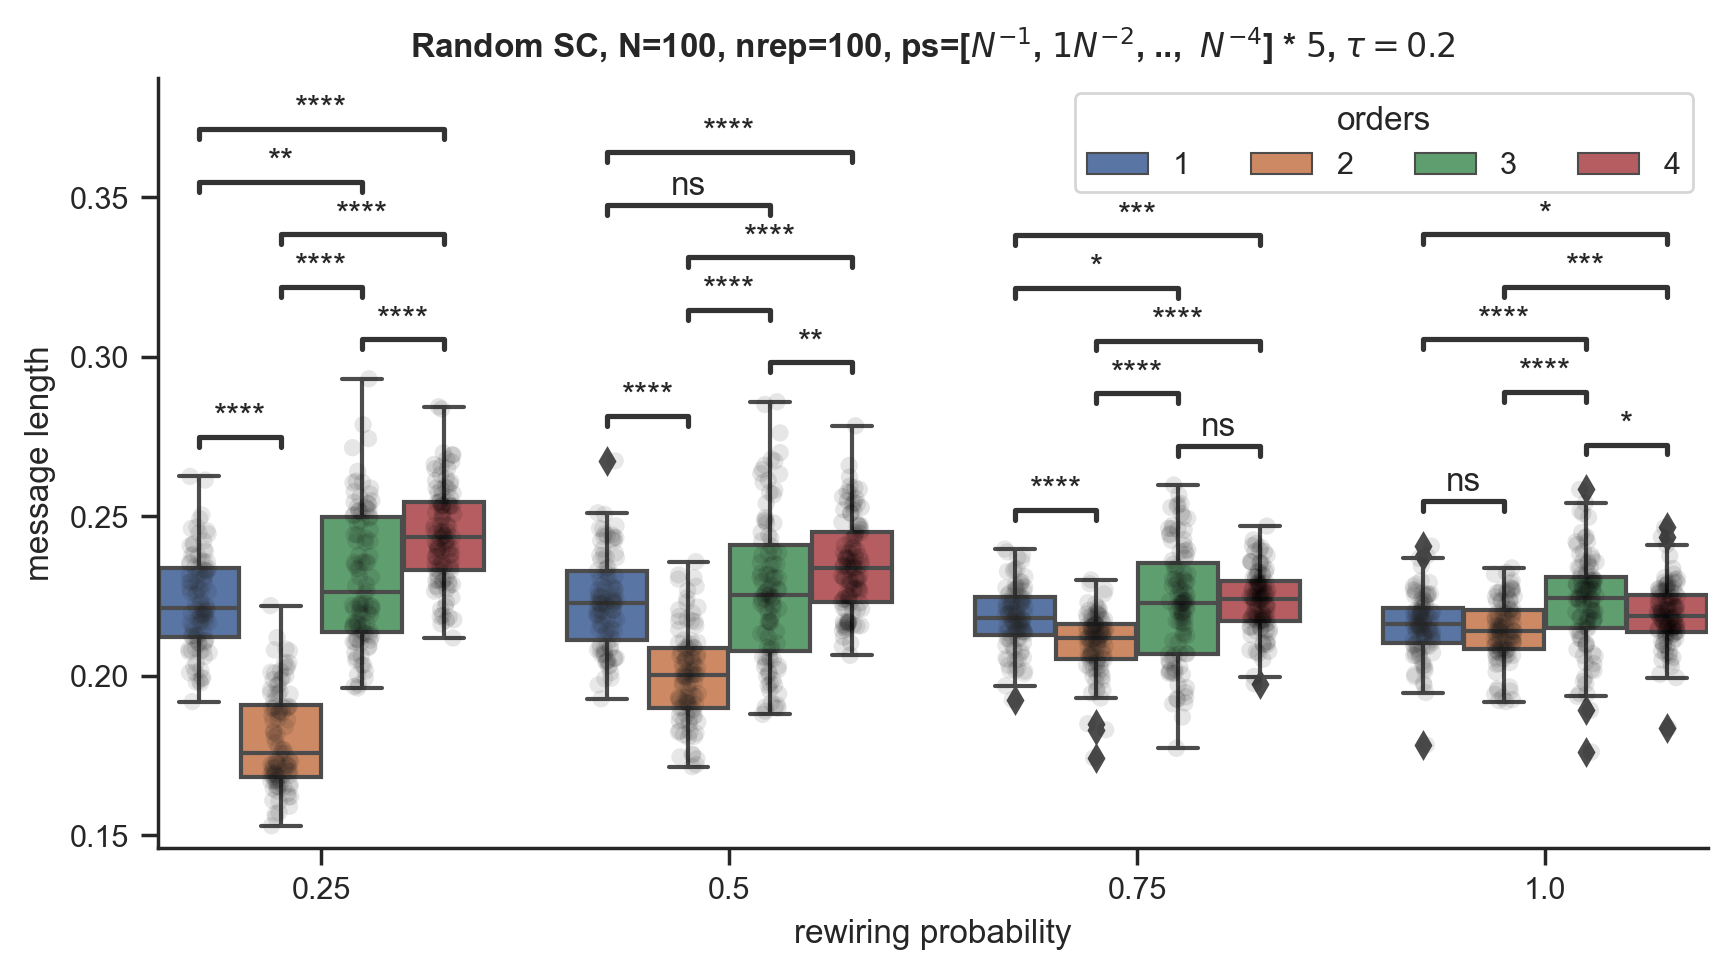 Random SC, N=100, nrep=100, ps=[$N^{-1}$, $1N^{-2}$, .., $N^{-4}$] * 5, $\tau = 0.2$
orders
1 2 3 4
**** 
****
**
ns
****
***
*
****
****
*
***
****
****
****
****
****
****
**
****
****
****
ns
*
****
****
ns
****
ns
0.35
0.30
0.25
0.20
0.15
message length
0.25 0.5 0.75 1.0
rewiring probability